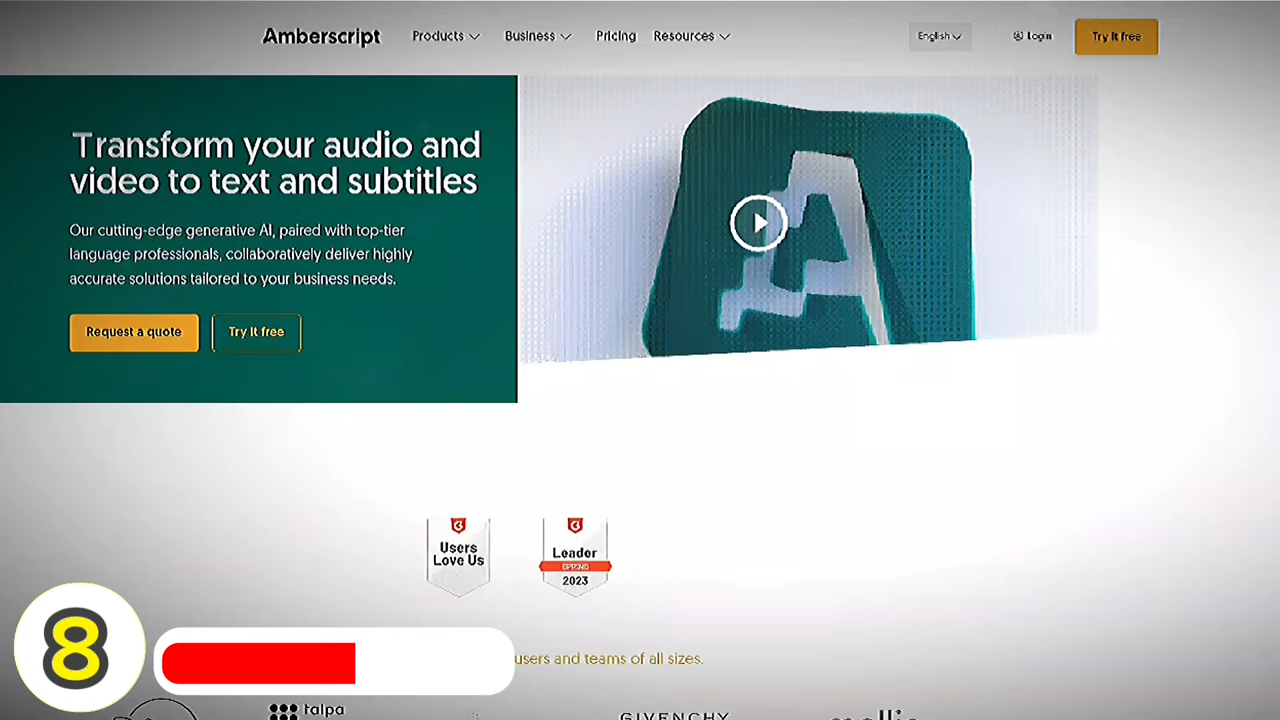 Amberscript Products Business Pricing Resources English Login Try it free
Transform your audio and
video to text and subtitles
Our cutting-edge generative AI, paired with top-tier
language professionals, collaboratively deliver highly
accurate solutions tailored to your business needs.
Request a quote Try it free
Users
Love Us
Leader
SPRING
2023
8
users and teams of all sizes.
talpa
GIVENCHY
mollie